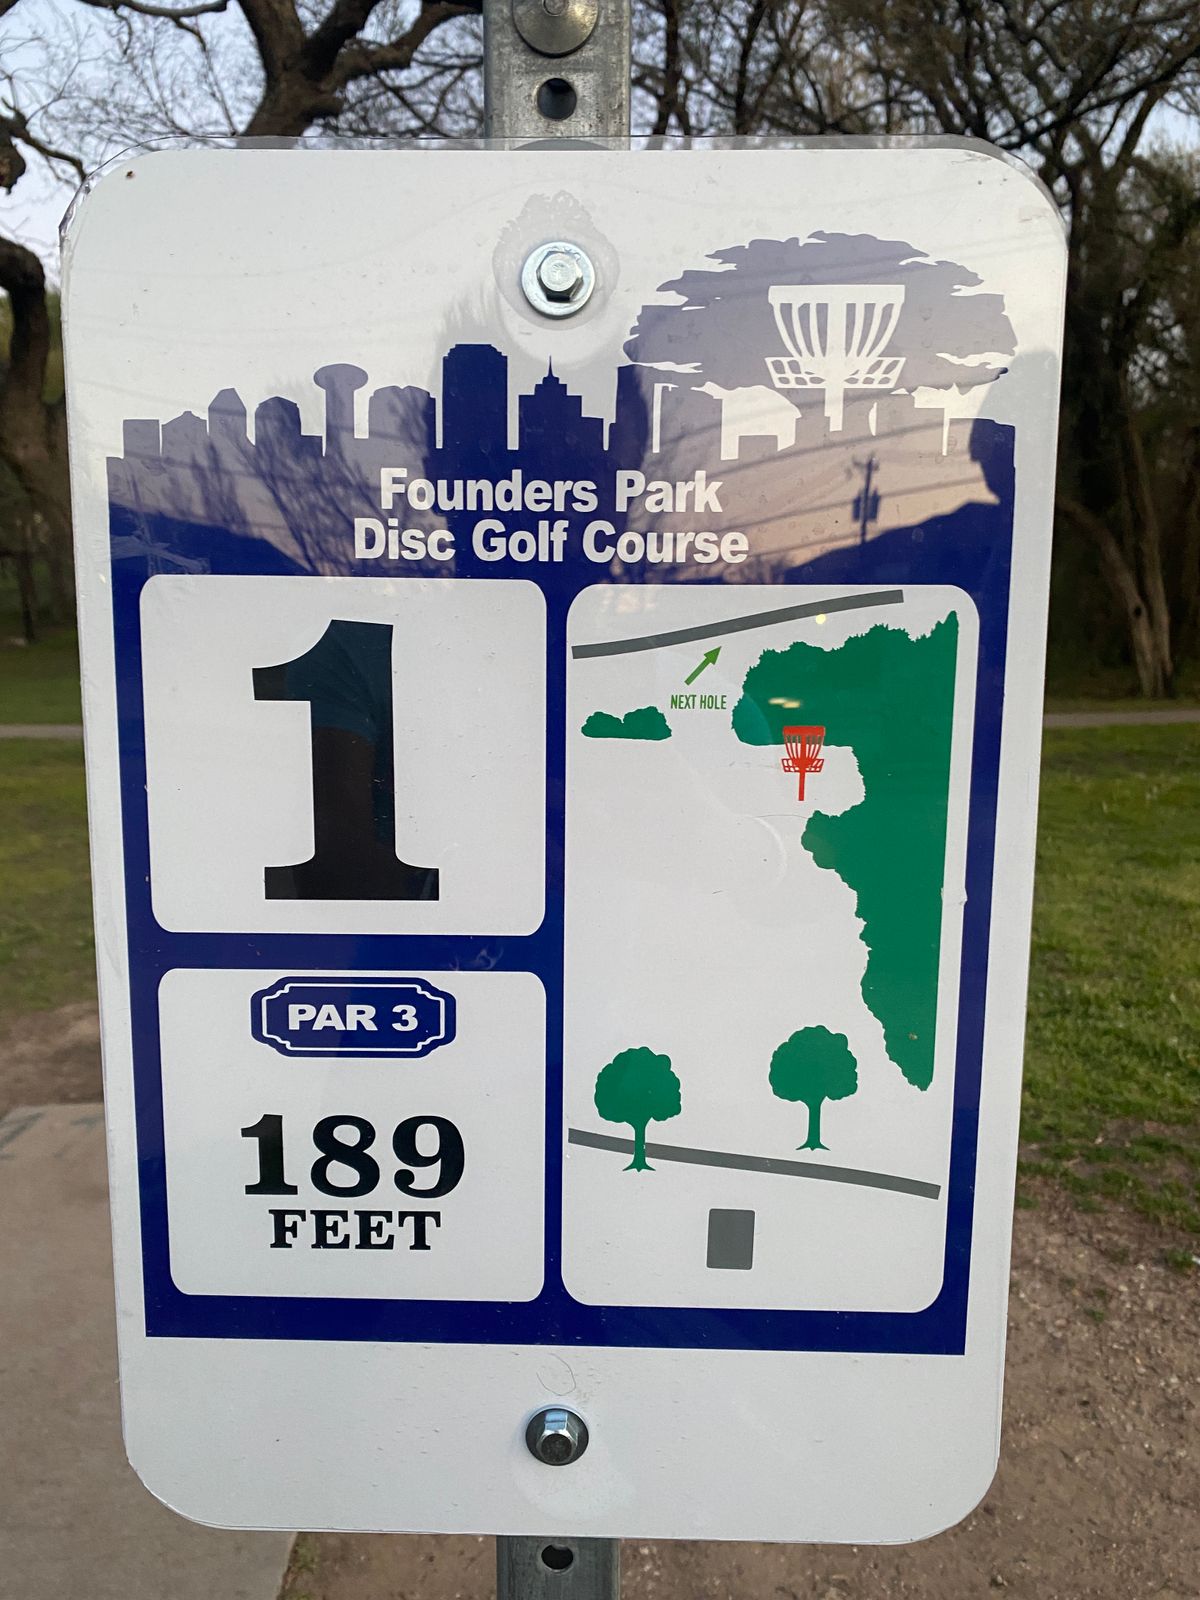 Founders Park
Disc Golf Course
1
NEXT HOLE
PAR 3
189
FEET